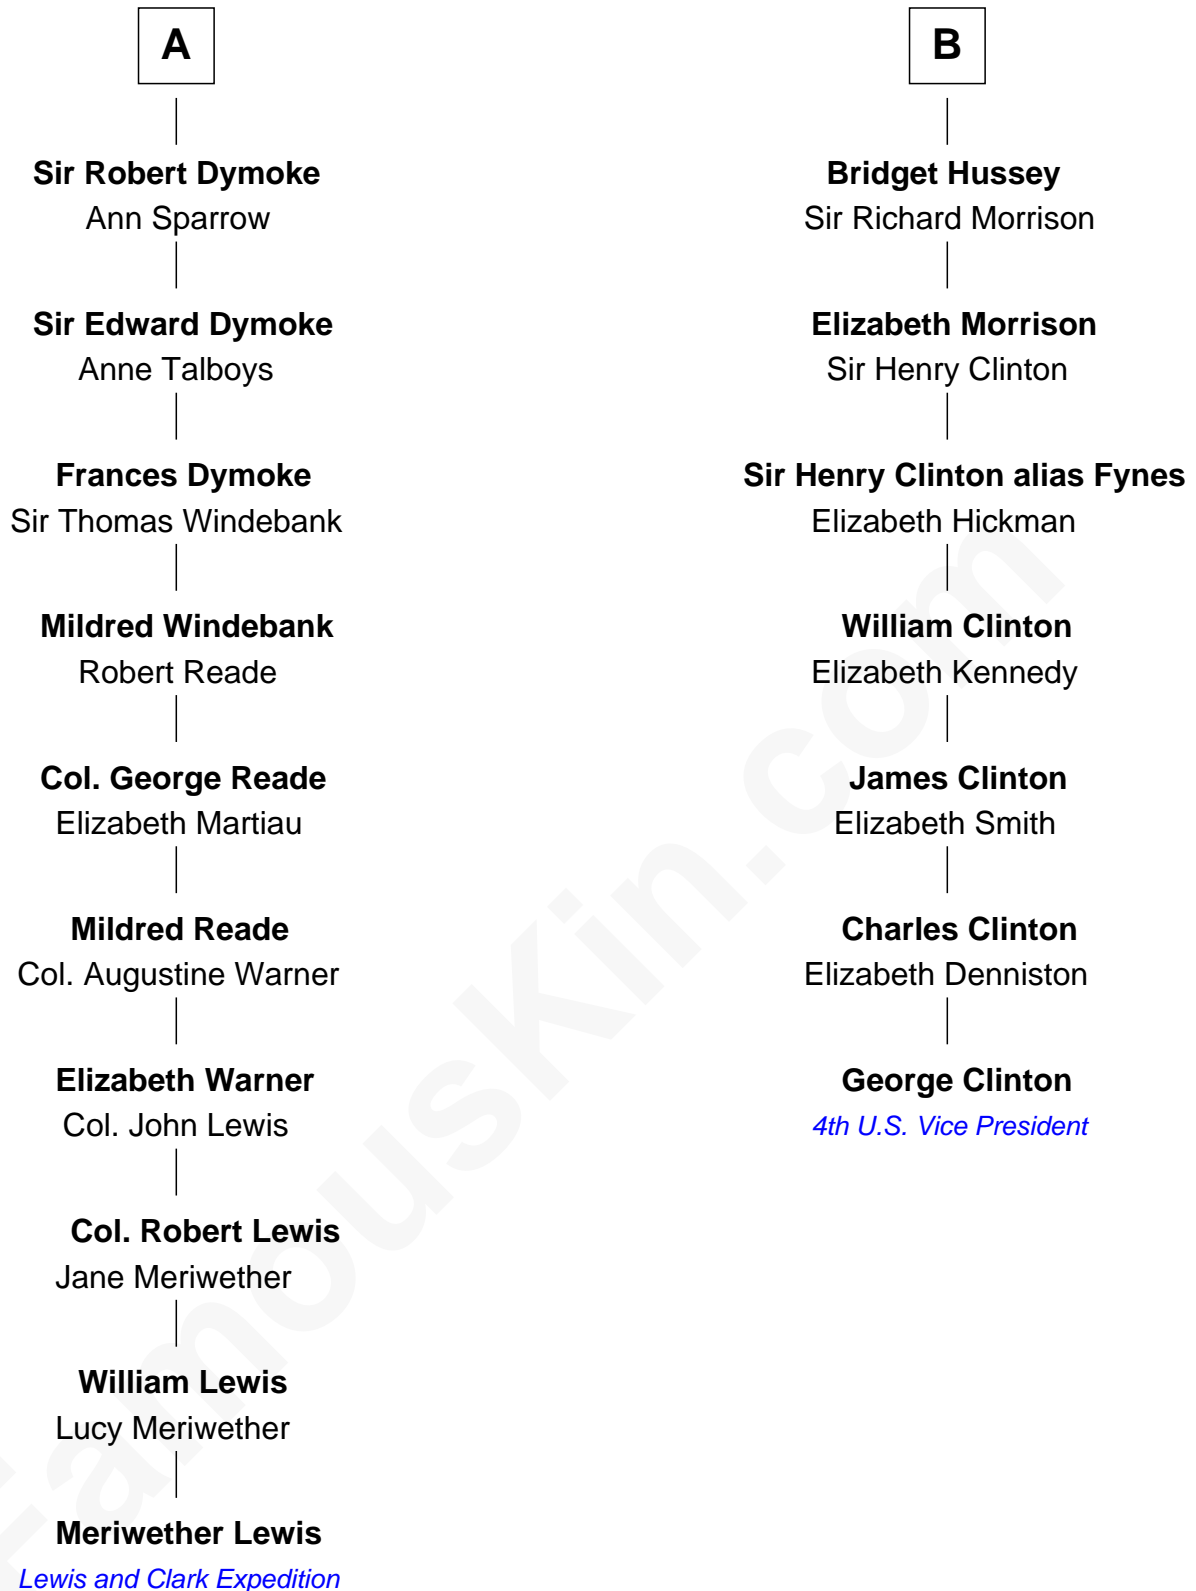 A
Sir Robert Dymoke
Ann Sparrow
Sir Edward Dymoke
Anne Talboys
Frances Dymoke
Sir Thomas Windebank
Mildred Windebank
Robert Reade
Col. George Reade
Elizabeth Martiau
Mildred Reade
Col. Augustine Warner
Elizabeth Warner
Col. John Lewis
Col. Robert Lewis
Jane Meriwether
William Lewis
Lucy Meriwether
Meriwether Lewis
Lewis and Clark Expedition
B
Bridget Hussey
Sir Richard Morrison
Elizabeth Morrison
Sir Henry Clinton
Sir Henry Clinton alias Fynes
Elizabeth Hickman
William Clinton
Elizabeth Kennedy
James Clinton
Elizabeth Smith
Charles Clinton
Elizabeth Denniston
George Clinton
4th U.S. Vice President
FamousKin.com